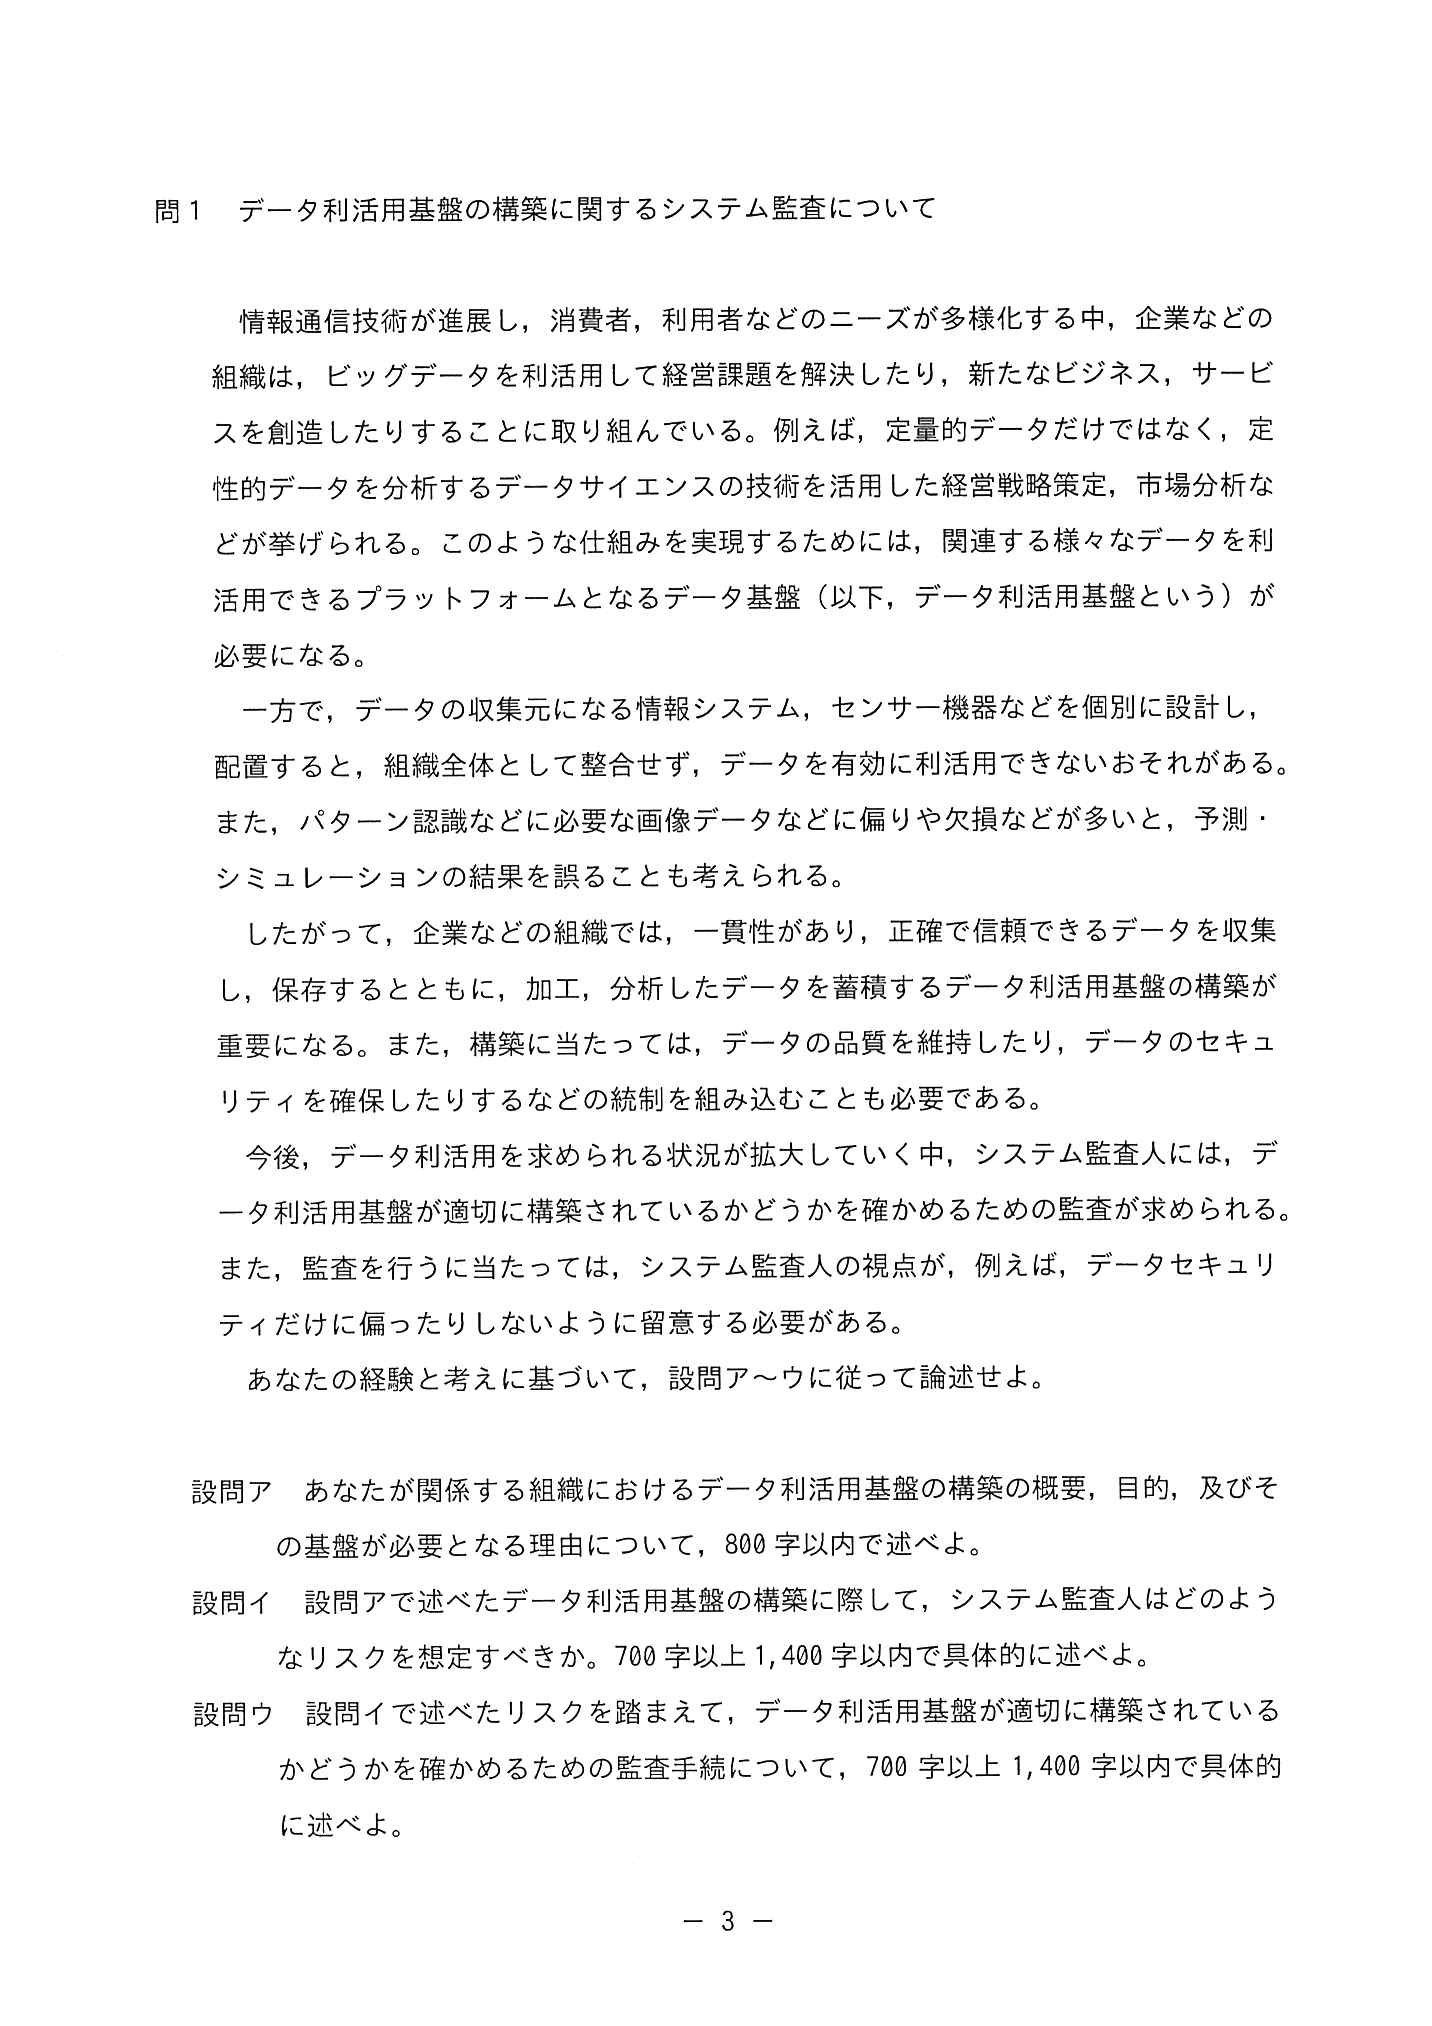 問1　データ利活用基盤の構築に関するシステム監査について
情報通信技術が進展し，消費者，利用者などのニーズが多様化する中，企業などの
組織は，ビッグデータを利活用して経営課題を解決したり，新たなビジネス，サービ
スを創造したりすることに取り組んでいる。例えば，定量的データだけではなく，定
性的データを分析するデータサイエンスの技術を活用した経営戦略策定，市場分析な
どが挙げられる。このような仕組みを実現するためには，関連する様々なデータを利
活用できるプラットフォームとなるデータ基盤（以下，データ利活用基盤という）が
必要になる。
一方で，データの収集元になる情報システム，センサー機器などを個別に設計し，
配置すると，組織全体として整合せず，データを有効に利活用できないおそれがある。
また，パターン認識などに必要な画像データなどに偏りや欠損などが多いと，予測・
シミュレーションの結果を誤ることも考えられる。
したがって，企業などの組織では，一貫性があり，正確で信頼できるデータを収集
し，保存するとともに，加工，分析したデータを蓄積するデータ利活用基盤の構築が
重要になる。また，構築に当たっては，データの品質を維持したり，データのセキュ
リティを確保したりするなどの統制を組み込むことも必要である。
今後，データ利活用を求められる状況が拡大していく中，システム監査人には，デ
ータ利活用基盤が適切に構築されているかどうかを確かめるための監査が求められる。
また，監査を行うに当たっては，システム監査人の視点が，例えば，データセキュリ
ティだけに偏ったりしないように留意する必要がある。
あなたの経験と考えに基づいて，設問ア～ウに従って論述せよ。
設問ア　あなたが関係する組織におけるデータ利活用基盤の構築の概要，目的，及びそ
の基盤が必要となる理由について，800字以内で述べよ。
設問イ　設問アで述べたデータ利活用基盤の構築に際して，システム監査人はどのよう
なリスクを想定すべきか。700字以上1,400字以内で具体的に述べよ。
設問ウ　設問イで述べたリスクを踏まえて，データ利活用基盤が適切に構築されている
かどうかを確かめるための監査手続について，700字以上1,400字以内で具体的
に述べよ。
－ 3 －